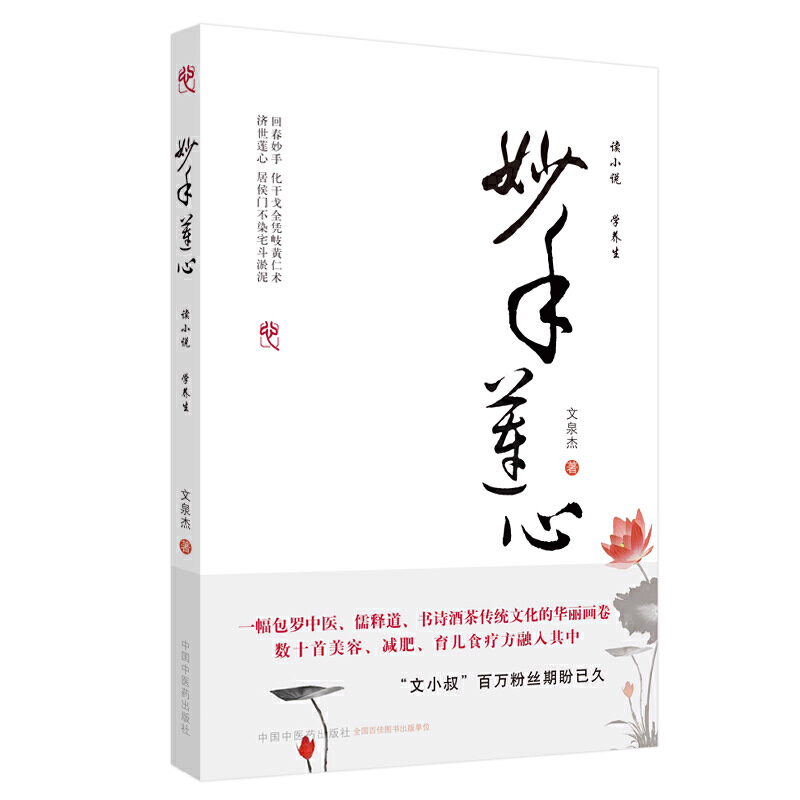 妙手莲心
读小说 学养生
文泉杰 著
中国中医药出版社
读小说 学养生
妙手莲心
回春妙手 化干戈全凭岐黄仁术
济世莲心 居侯门不染宅斗淤泥
文泉杰 著
一幅包罗中医、儒释道、书诗酒茶传统文化的华丽画卷
数十首美容、减肥、育儿食疗方融入其中
“文小叔”百万粉丝期盼已久
中国中医药出版社 全国百佳图书出版单位